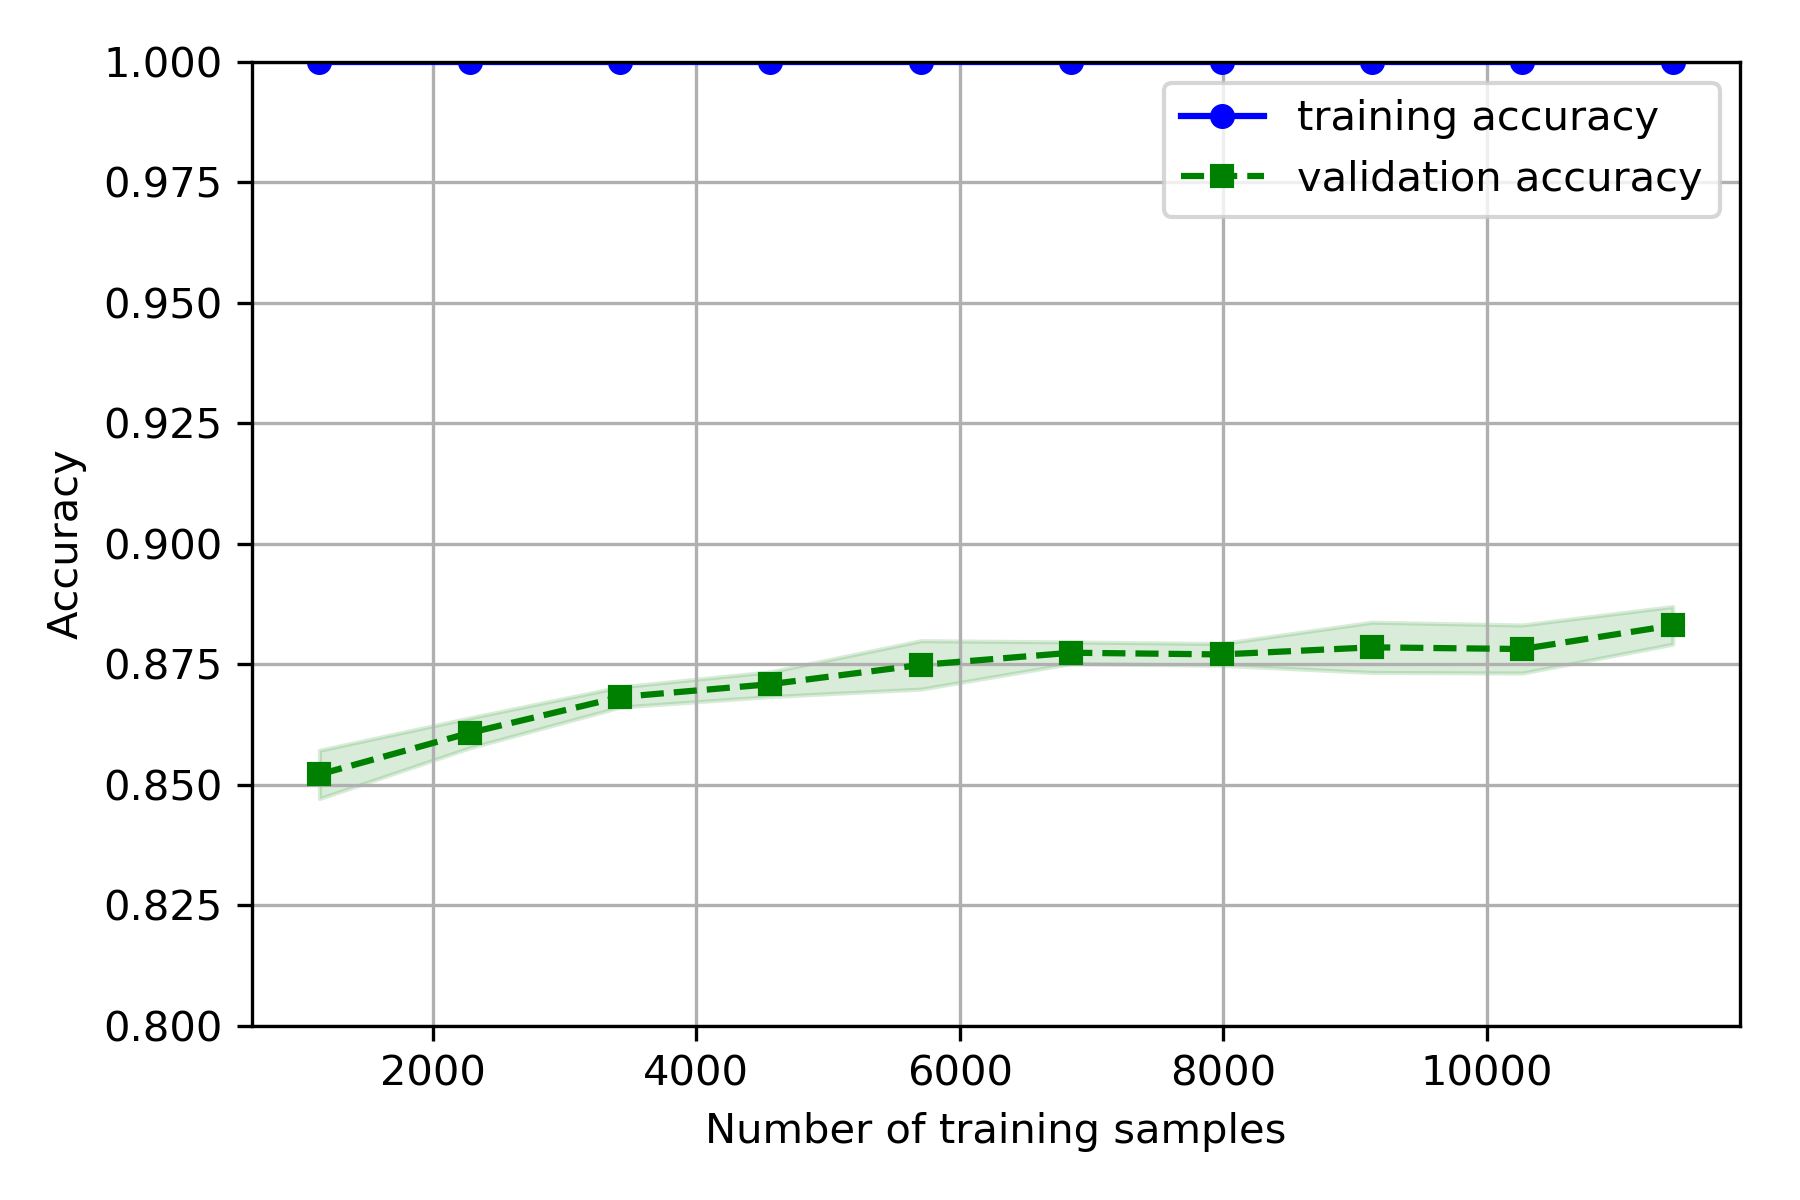 1.000
0.975
0.950
0.925
0.900
0.875
0.850
0.825
0.800
Accuracy
training accuracy
validation accuracy
2000 4000 6000 8000 10000
Number of training samples